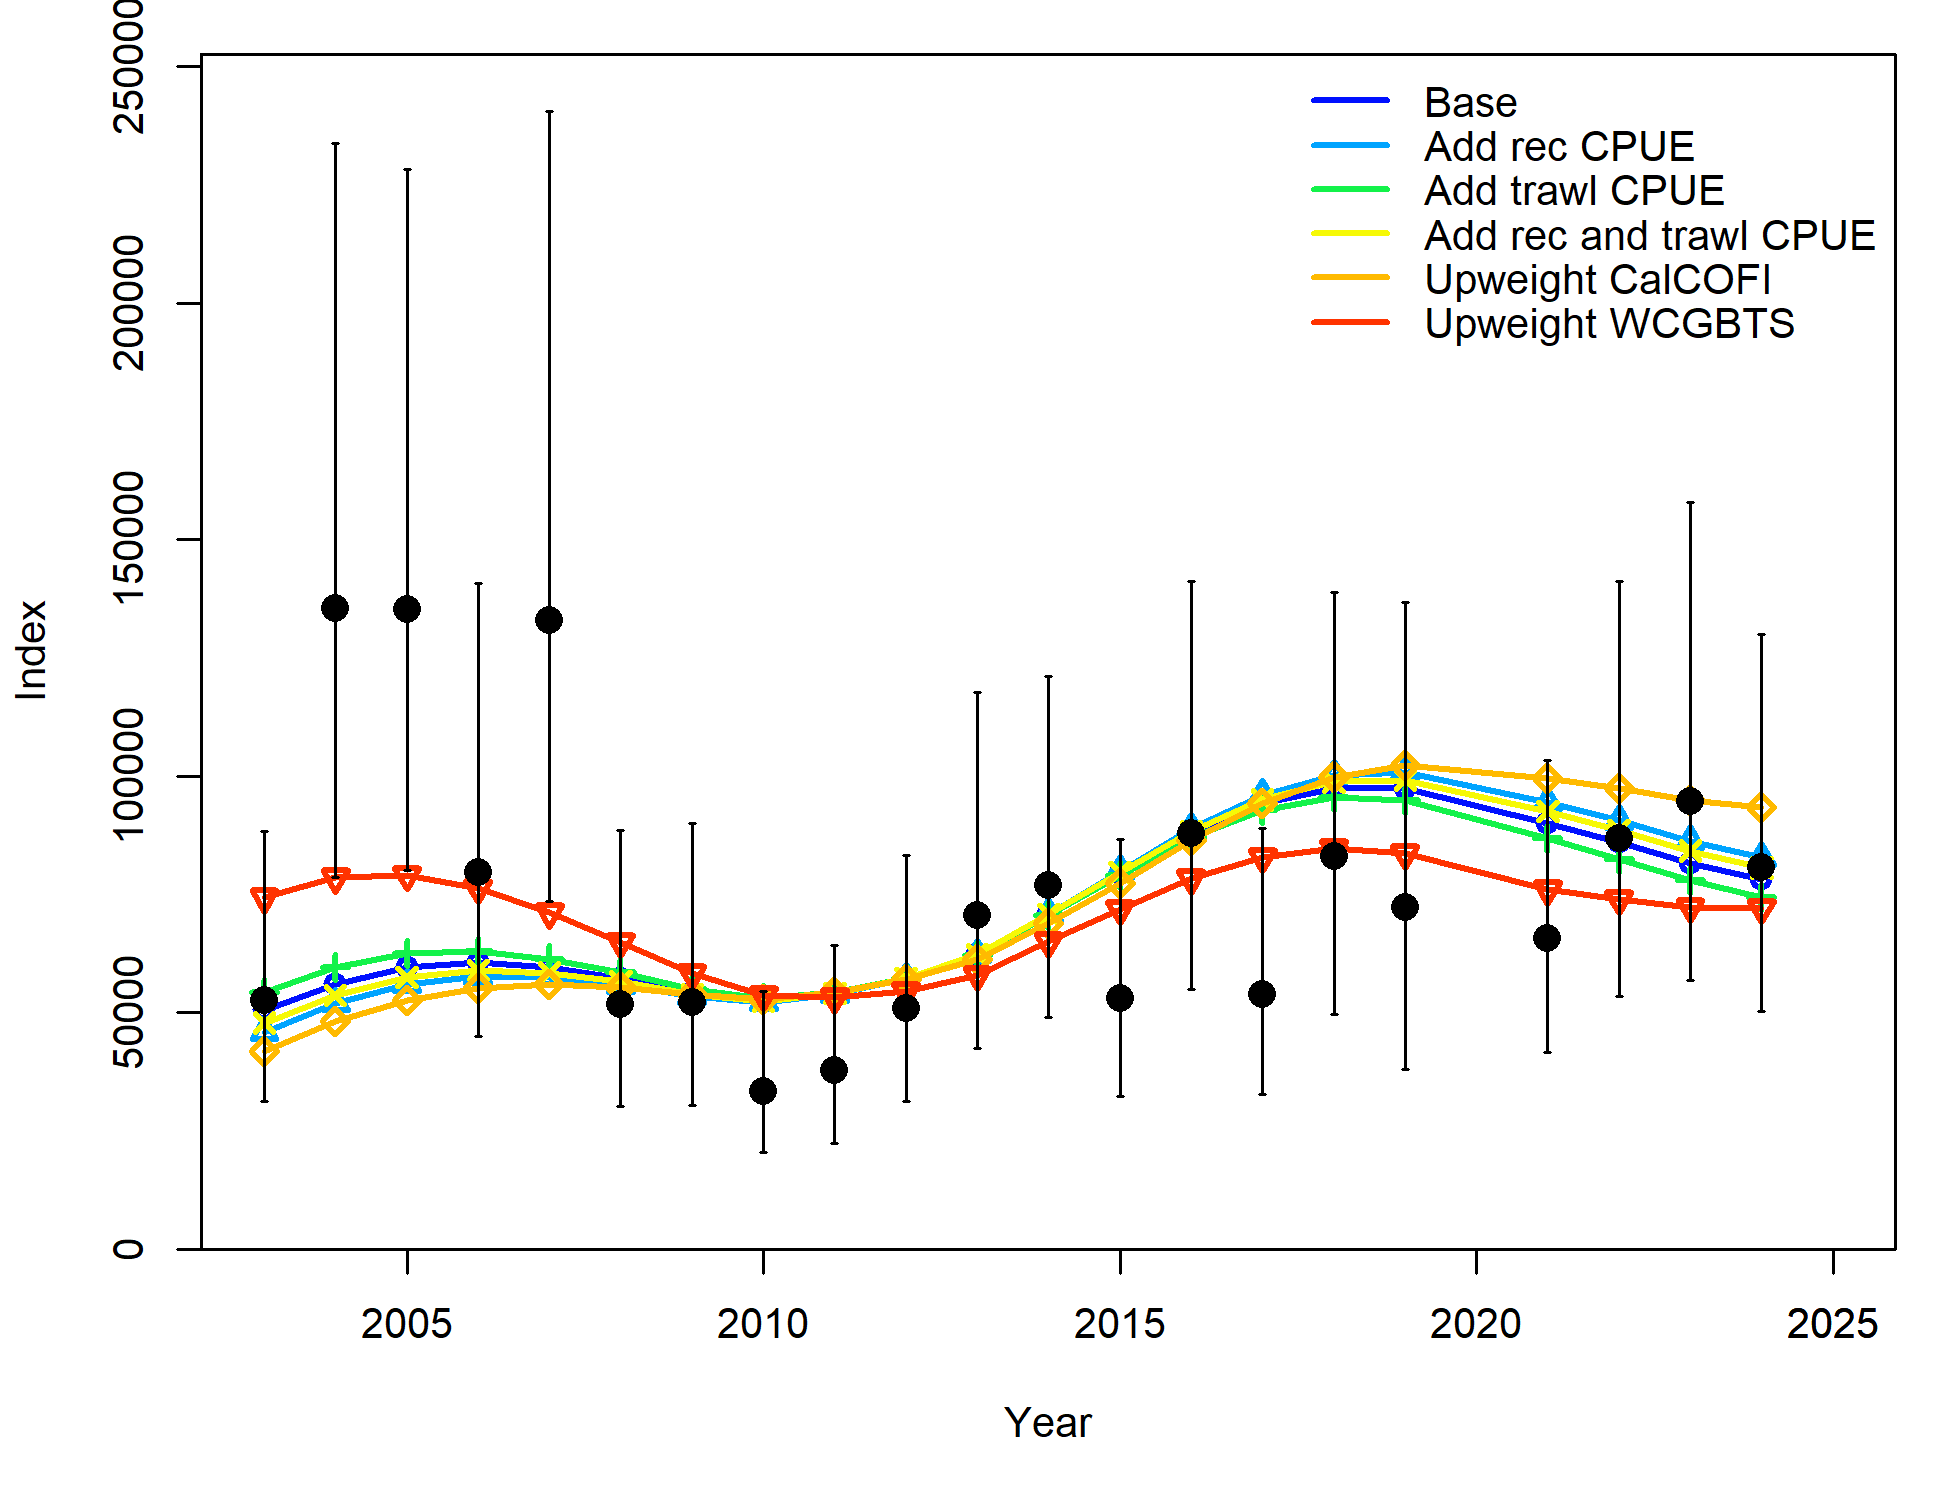 Base
Add rec CPUE
Add trawl CPUE
Add rec and trawl CPUE
Upweight CalCOFI
Upweight WCGBTS
Index
250000
200000
150000
100000
50000
0
2005 2010 2015 2020 2025
Year